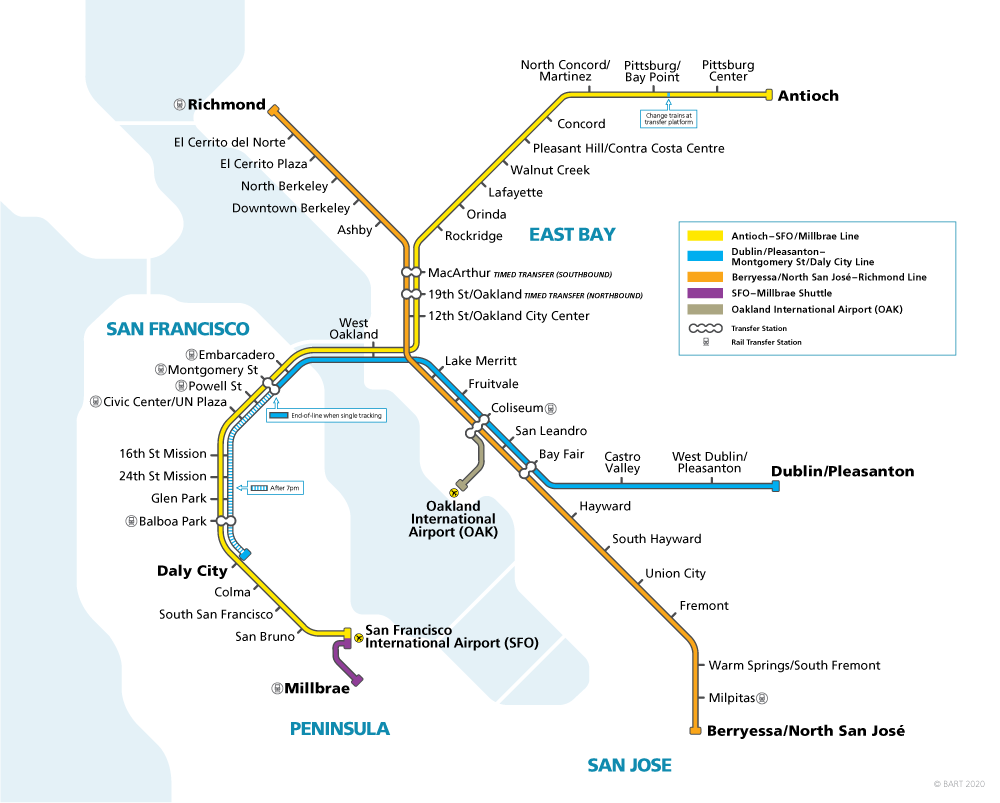 North Concord/
Martinez
Pittsburg/
Bay Point
Pittsburg
Center
Antioch
Change trains at
transfer platform
Richmond
El Cerrito del Norte
El Cerrito Plaza
North Berkeley
Downtown Berkeley
Ashby
Concord
Pleasant Hill/Contra Costa Centre
Walnut Creek
Lafayette
Orinda
Rockridge
EAST BAY
MacArthur TIMED TRANSFER (SOUTHBOUND)
19th St/Oakland TIMED TRANSFER (NORTHBOUND)
12th St/Oakland City Center
Antioch–SFO/Millbrae Line
Dublin/Pleasanton–
Montgomery St/Daly City Line
Berryessa/North San José–Richmond Line
SFO–Millbrae Shuttle
Oakland International Airport (OAK)
Transfer Station
Rail Transfer Station
SAN FRANCISCO
West
Oakland
Embarcadero
Montgomery St
Powell St
Civic Center/UN Plaza
End-of-line when single tracking
16th St Mission
24th St Mission
Glen Park
After 7pm
Balboa Park
Daly City
Colma
South San Francisco
San Bruno
San Francisco
International Airport (SFO)
Millbrae
PENINSULA
Lake Merritt
Fruitvale
Coliseum
San Leandro
Bay Fair
Castro
Valley
West Dublin/
Pleasanton
Dublin/Pleasanton
Oakland
International
Airport (OAK)
Hayward
South Hayward
Union City
Fremont
Warm Springs/South Fremont
Milpitas
Berryessa/North San José
SAN JOSE
© BART 2020